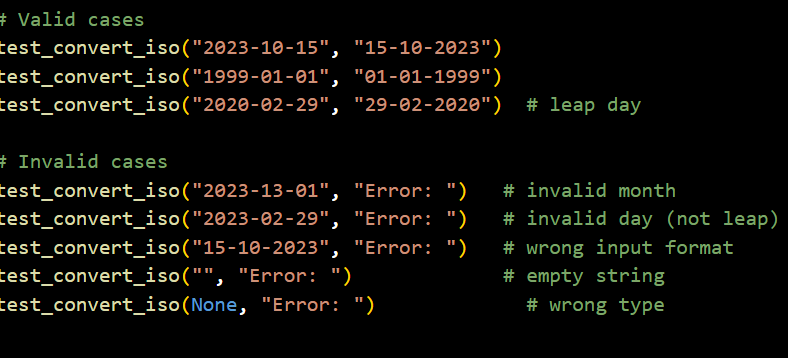 # Valid cases
test_convert_iso("2023-10-15", "15-10-2023")
test_convert_iso("1999-01-01", "01-01-1999")
test_convert_iso("2020-02-29", "29-02-2020")  # leap day
# Invalid cases
test_convert_iso("2023-13-01", "Error: ")   # invalid month
test_convert_iso("2023-02-29", "Error: ")   # invalid day (not leap)
test_convert_iso("15-10-2023", "Error: ")   # wrong input format
test_convert_iso("", "Error: ")             # empty string
test_convert_iso(None, "Error: ")             # wrong type